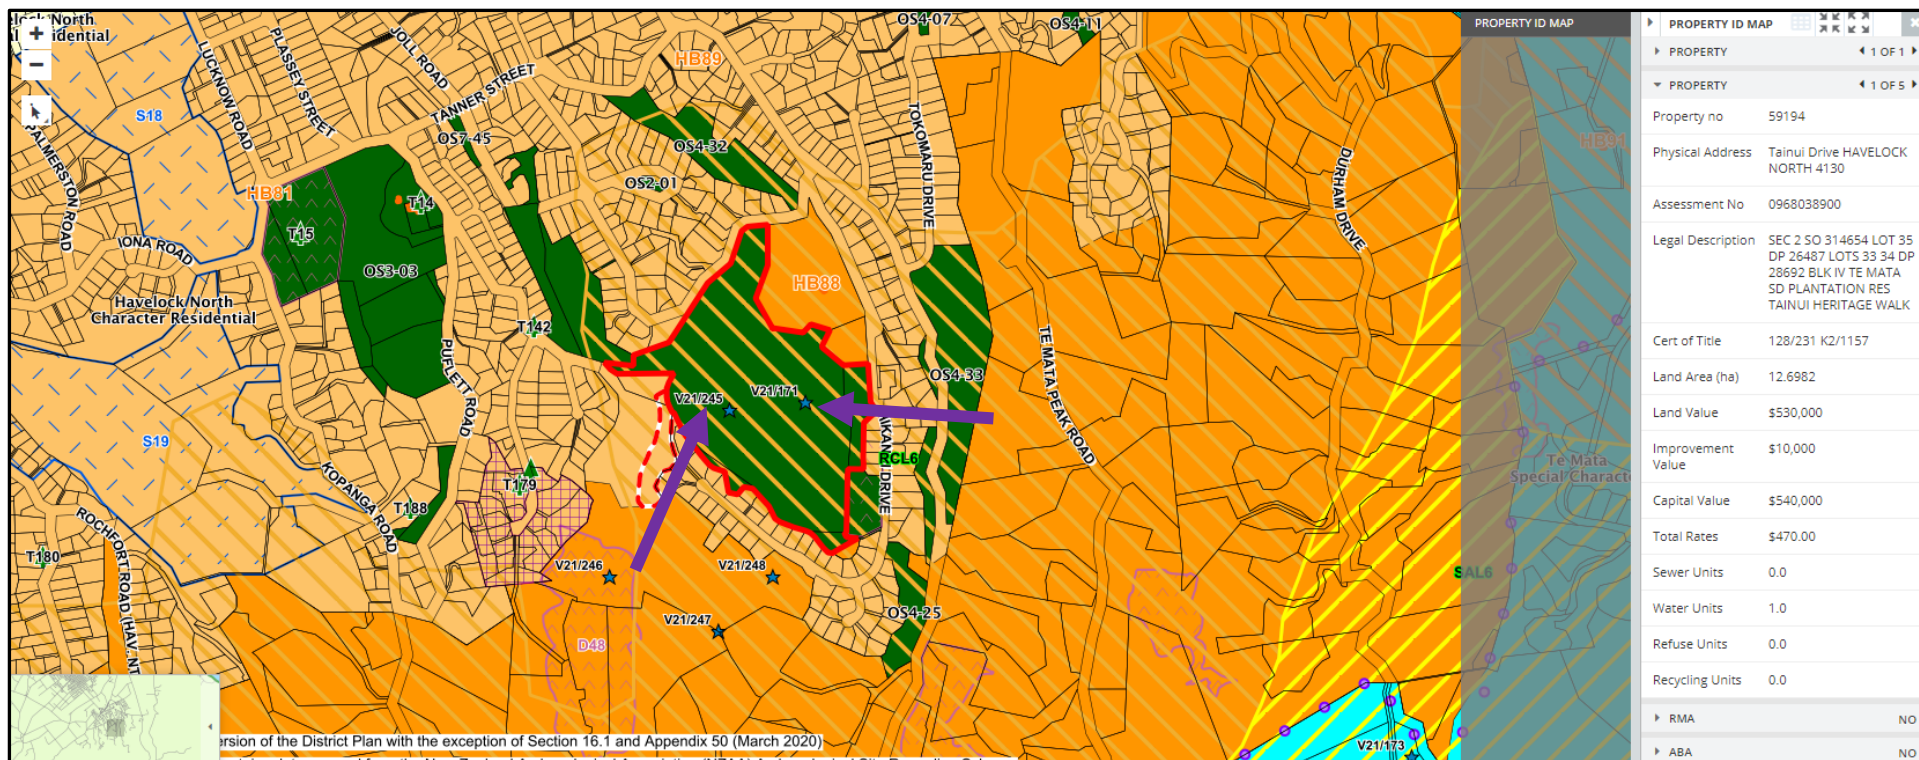 elock North
idential
OS4-07
OS4-11
LUCKNOW ROAD
PLASSEY STREET
JOLL ROAD
HB89
TANNER STREET
S18
OS7-45
OS4-32
TOKOMARU DRIVE
PALMERSTON ROAD
HB81
OS2-01
T14
T15
DURHAM DRIVE
IONA ROAD
OS3-03
HB88
Havelock North
Character Residential
T142
PUFLETT ROAD
TE MATA PEAK ROAD
OS4-33
V21/245
V21/171
S19
RCL6
KOPANGA ROAD
T179
T188
ROCHFORT ROAD (HAV. NT
T180
V21/246
V21/248
OS4-25
V21/247
D48
HB91
Te Mata
Special Charact
SAL6
V21/173
ersion of the District Plan with the exception of Section 16.1 and Appendix 50 (March 2020)
PROPERTY ID MAP
PROPERTY ID MAP
PROPERTY 1 OF 1
PROPERTY 1 OF 5
Property no 59194
Physical Address Tainui Drive HAVELOCK
NORTH 4130
Assessment No 0968038900
Legal Description SEC 2 SO 314654 LOT 35
DP 26487 LOTS 33 34 DP
28692 BLK IV TE MATA
SD PLANTATION RES
TAINUI HERITAGE WALK
Cert of Title 128/231 K2/1157
Land Area (ha) 12.6982
Land Value $530,000
Improvement $10,000
Value
Capital Value $540,000
Total Rates $470.00
Sewer Units 0.0
Water Units 1.0
Refuse Units 0.0
Recycling Units 0.0
RMA NO
ABA NO